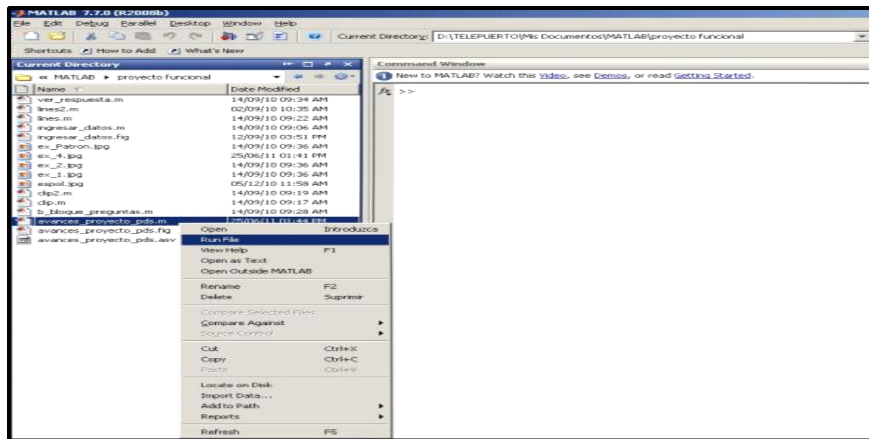 MATLAB 7.7.0 (R2008b)
File Edit Debug Parallel Desktop Window Help
Current Directory: D:\TELEPUERTO\Mis Documentos\MATLAB\proyecto funcional
Shortcuts How to Add What's New
Current Directory
« MATLAB proyecto funcional
Name Date Modified
ver_respuesta.m 14/09/10 09:34 AM
lines2.m 02/09/10 10:35 AM
lines.m 14/09/10 09:22 AM
ingresar_datos.m 14/09/10 09:06 AM
ingresar_datos.fig 12/09/10 03:51 PM
ex_Patron.jpg 14/09/10 09:36 AM
ex_4.jpg 25/06/11 01:41 PM
ex_2.jpg 14/09/10 09:36 AM
ex_1.jpg 14/09/10 09:36 AM
espol.jpg 05/12/10 11:58 AM
clip2.m 14/09/10 09:19 AM
clip.m 14/09/10 09:17 AM
b_bloque_preguntas.m 14/09/10 09:28 AM
avances_proyecto_pds.m 25/06/11 01:44 PM
avances_proyecto_pds.fig
avances_proyecto_pds.asv
Open Introduzca
Run File
View Help F1
Open as Text
Open Outside MATLAB
Rename F2
Delete Suprimir
Compare Selected Files
Compare Against
Source Control
Cut Ctrl+X
Copy Ctrl+C
Paste Ctrl+V
Locate on Disk
Import Data...
Add to Path
Reports
Refresh F5
Command Window
New to MATLAB? Watch this Video, see Demos, or read Getting Started.
fx >>